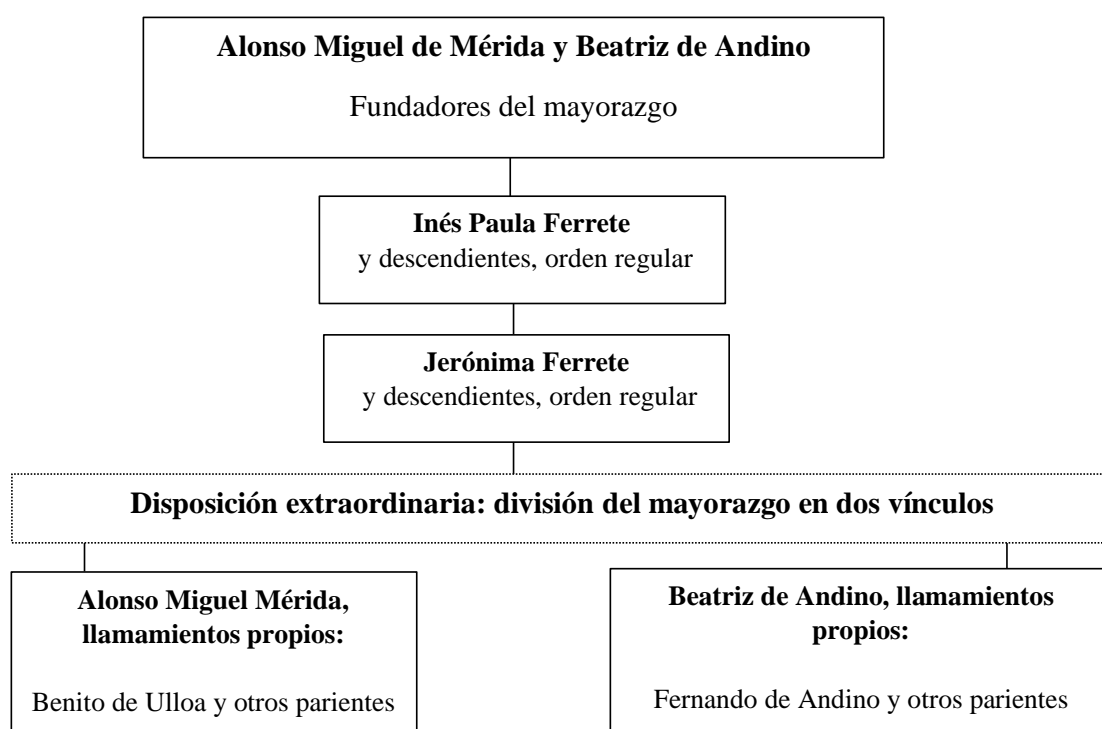 Alonso Miguel de Mérida y Beatriz de Andino
Fundadores del mayorazgo
Inés Paula Ferrete
y descendientes, orden regular
Jerónima Ferrete
y descendientes, orden regular
Disposición extraordinaria: división del mayorazgo en dos vínculos
Alonso Miguel Mérida,
llamamientos propios:
Benito de Ulloa y otros parientes
Beatriz de Andino, llamamientos
propios:
Fernando de Andino y otros parientes